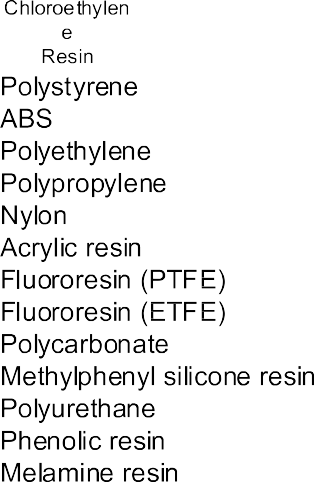 Chloroethylen
e
Resin
Polystyrene
ABS
Polyethylene
Polypropylene
Nylon
Acrylic resin
Fluororesin (PTFE)
Fluororesin (ETFE)
Polycarbonate
Methylphenyl silicone resin
Polyurethane
Phenolic resin
Melamine resin